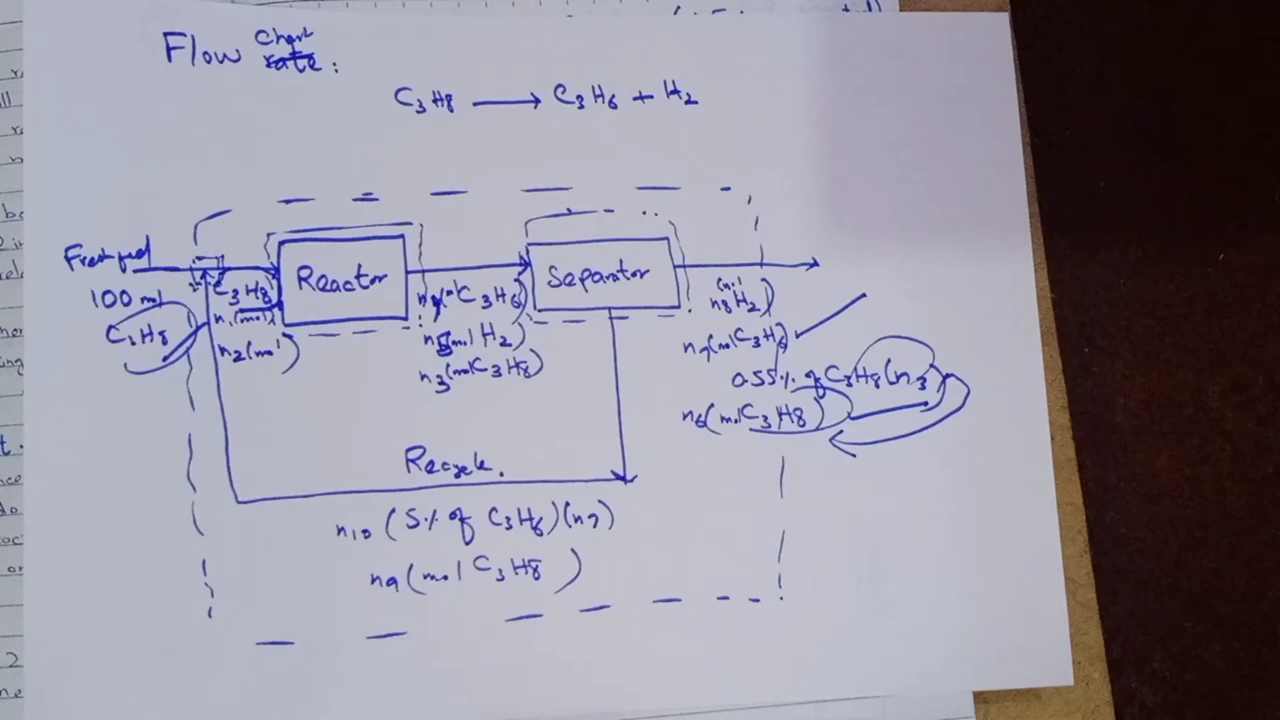 Flow chart
rate:
C3H8 ⟶ C3H6 + H2
Fresh feed
100 mol
C3H8
C3H8
n1(mol)
n2(mol)
Reactor
(mol C3H6)
n5(mol H2)
n3(mol C3H8)
Separator
n8 H2)
(mol C3H6)
0.55% of C3H8(n3)
n6(mol C3H8)
Recycle.
n10 (5% of C3H6)(n7)
n9(mol C3H8)